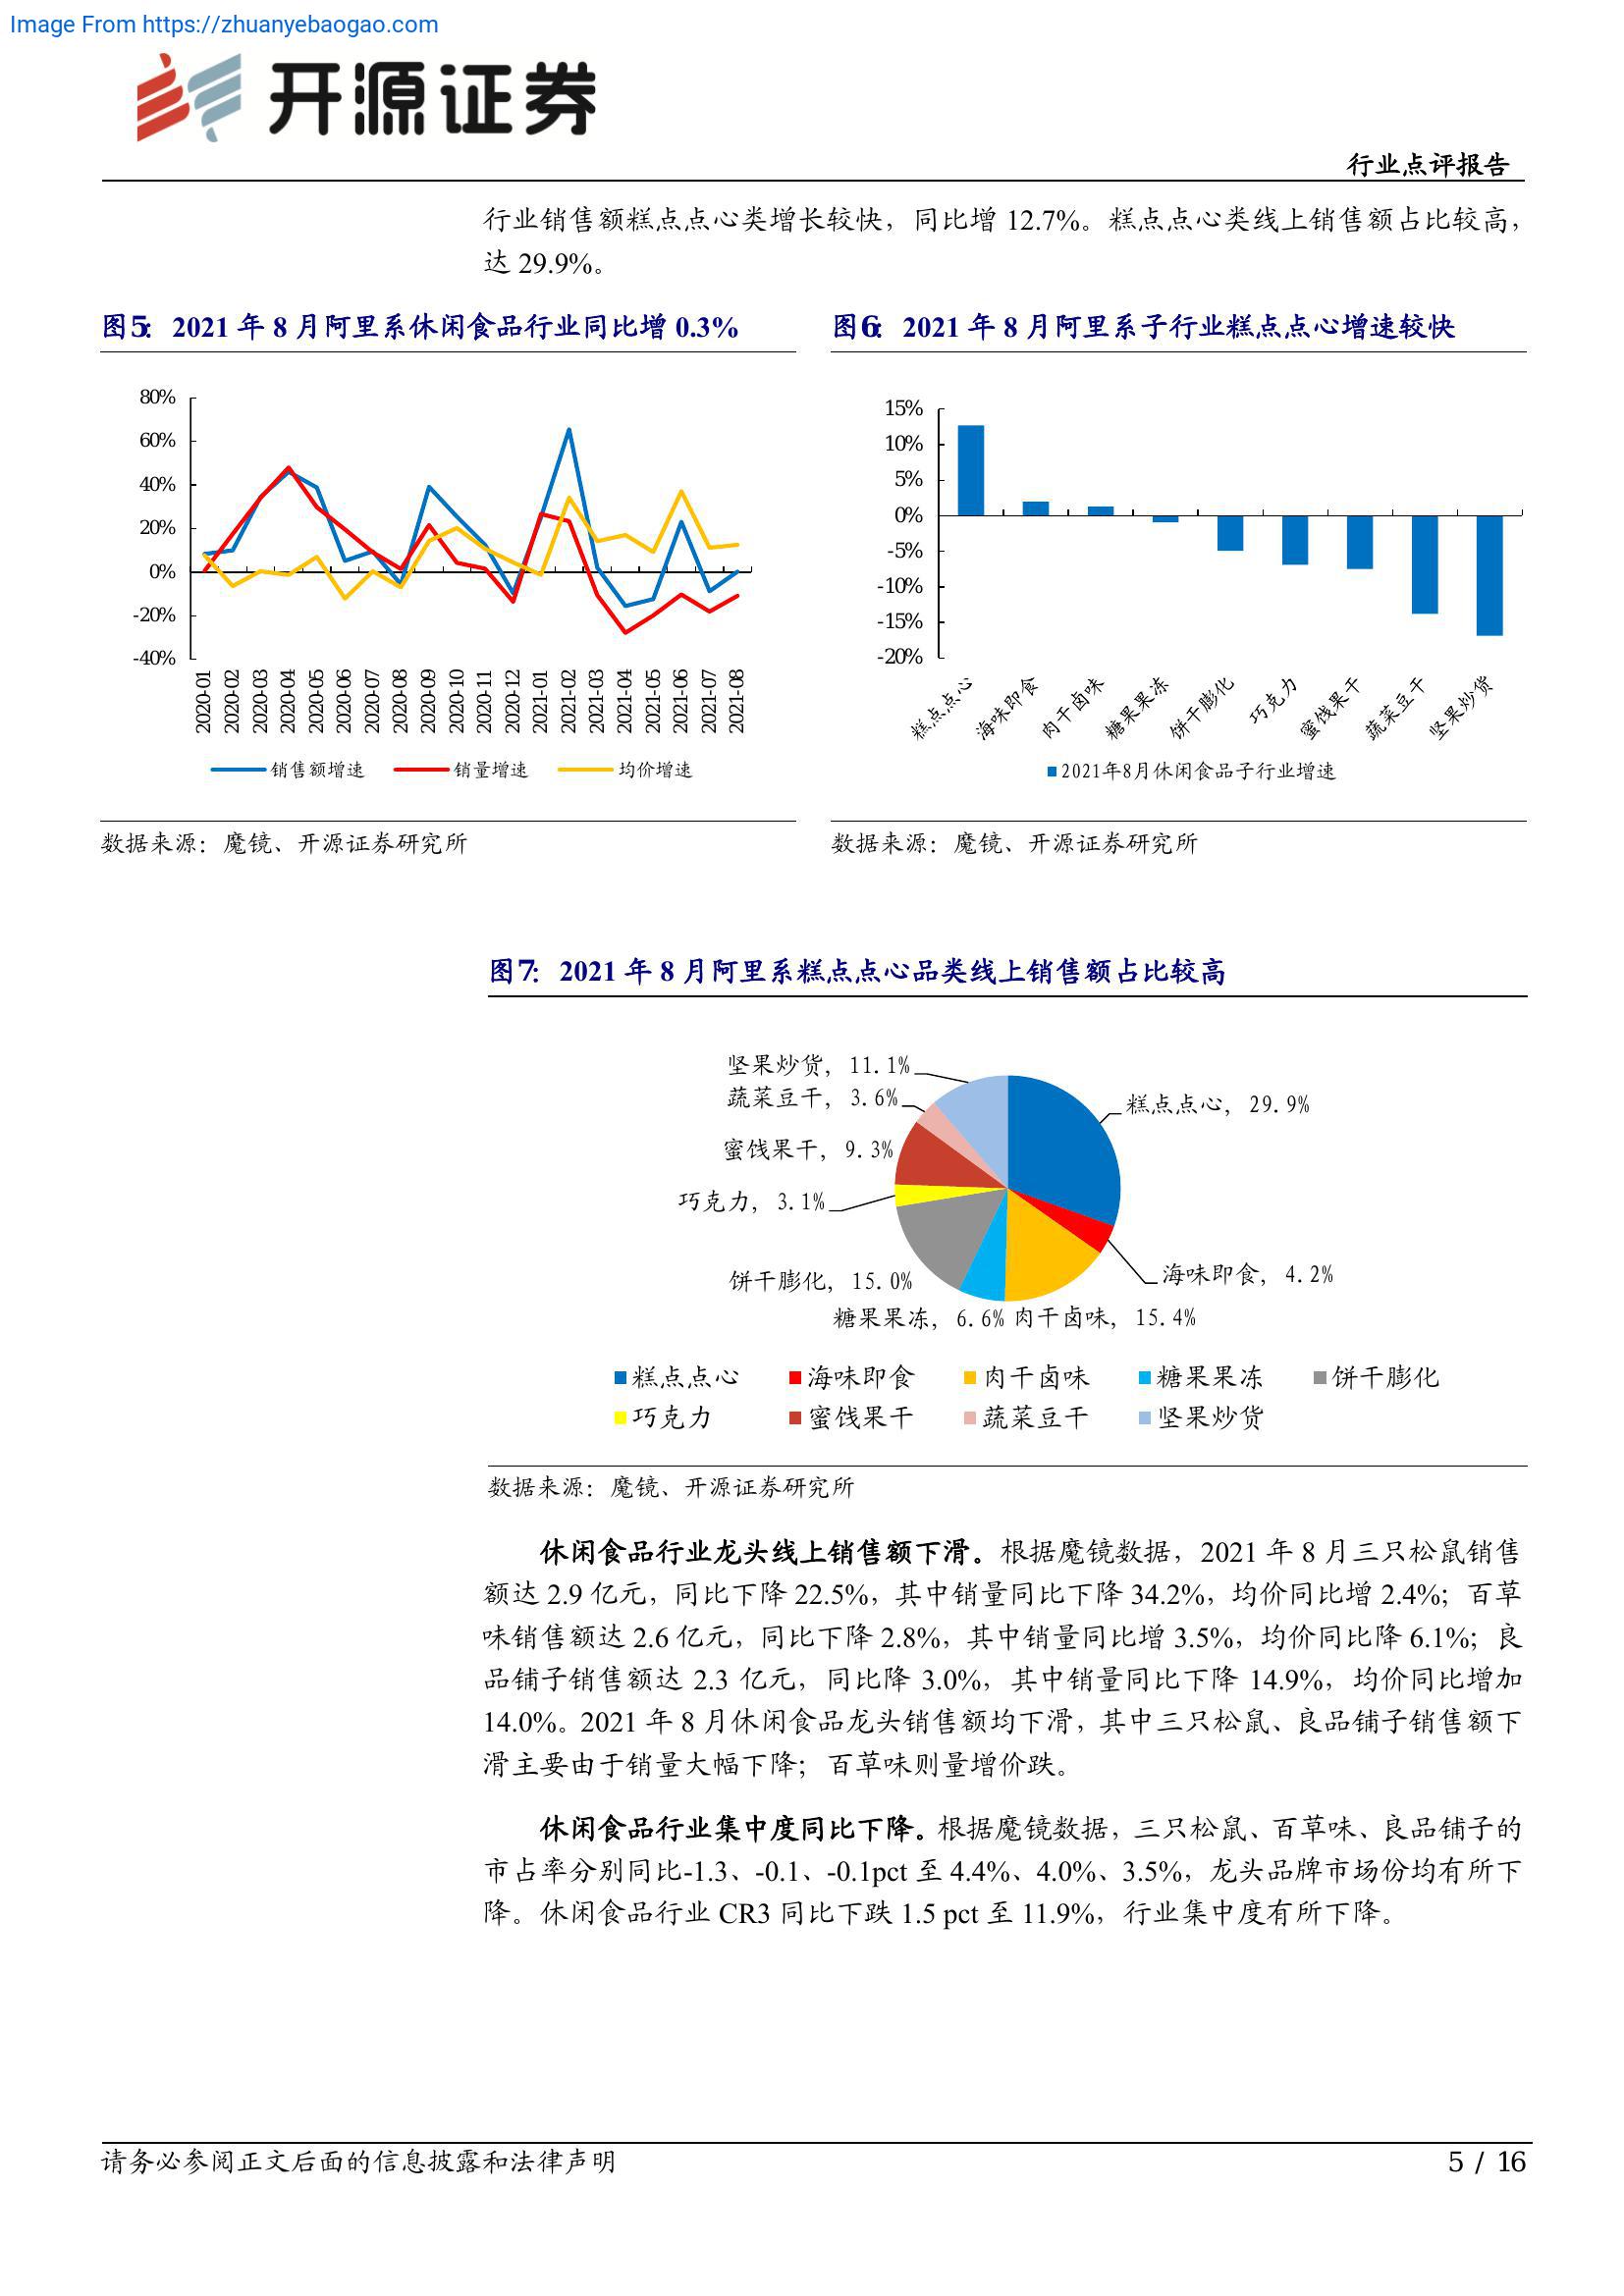 Image From https://zhuanyebaogao.com
开源证券
行业点评报告
行业销售额糕点点心类增长较快，同比增 12.7%。糕点点心类线上销售额占比较高，
达 29.9%。
图5： 2021 年 8 月阿里系休闲食品行业同比增 0.3%
80%
60%
40%
20%
0%
-20%
-40%
2020-01
2020-02
2020-03
2020-04
2020-05
2020-06
2020-07
2020-08
2020-09
2020-10
2020-11
2020-12
2021-01
2021-02
2021-03
2021-04
2021-05
2021-06
2021-07
2021-08
销售额增速 销量增速 均价增速
数据来源：魔镜、开源证券研究所
图6： 2021 年 8 月阿里系子行业糕点点心增速较快
15%
10%
5%
0%
-5%
-10%
-15%
-20%
糕点点心
海味即食
肉干卤味
糖果果冻
饼干膨化
巧克力
蜜饯果干
蔬菜豆干
坚果炒货
2021年8月休闲食品子行业增速
数据来源：魔镜、开源证券研究所
图7： 2021 年 8 月阿里系糕点点心品类线上销售额占比较高
坚果炒货, 11.1%
蔬菜豆干, 3.6%
糕点点心, 29.9%
蜜饯果干, 9.3%
巧克力, 3.1%
海味即食, 4.2%
饼干膨化, 15.0%
糖果果冻, 6.6% 肉干卤味, 15.4%
糕点点心 海味即食 肉干卤味 糖果果冻 饼干膨化
巧克力 蜜饯果干 蔬菜豆干 坚果炒货
数据来源：魔镜、开源证券研究所
休闲食品行业龙头线上销售额下滑。根据魔镜数据，2021 年 8 月三只松鼠销售
额达 2.9 亿元，同比下降 22.5%，其中销量同比下降 34.2%，均价同比增 2.4%；百草
味销售额达 2.6 亿元，同比下降 2.8%，其中销量同比增 3.5%，均价同比降 6.1%；良
品铺子销售额达 2.3 亿元，同比降 3.0%，其中销量同比下降 14.9%，均价同比增加
14.0%。2021 年 8 月休闲食品龙头销售额均下滑，其中三只松鼠、良品铺子销售额下
滑主要由于销量大幅下降；百草味则量增价跌。
休闲食品行业集中度同比下降。根据魔镜数据，三只松鼠、百草味、良品铺子的
市占率分别同比-1.3、-0.1、-0.1pct 至 4.4%、4.0%、3.5%，龙头品牌市场份均有所下
降。休闲食品行业 CR3 同比下跌 1.5 pct 至 11.9%，行业集中度有所下降。
请务必参阅正文后面的信息披露和法律声明
5 / 16